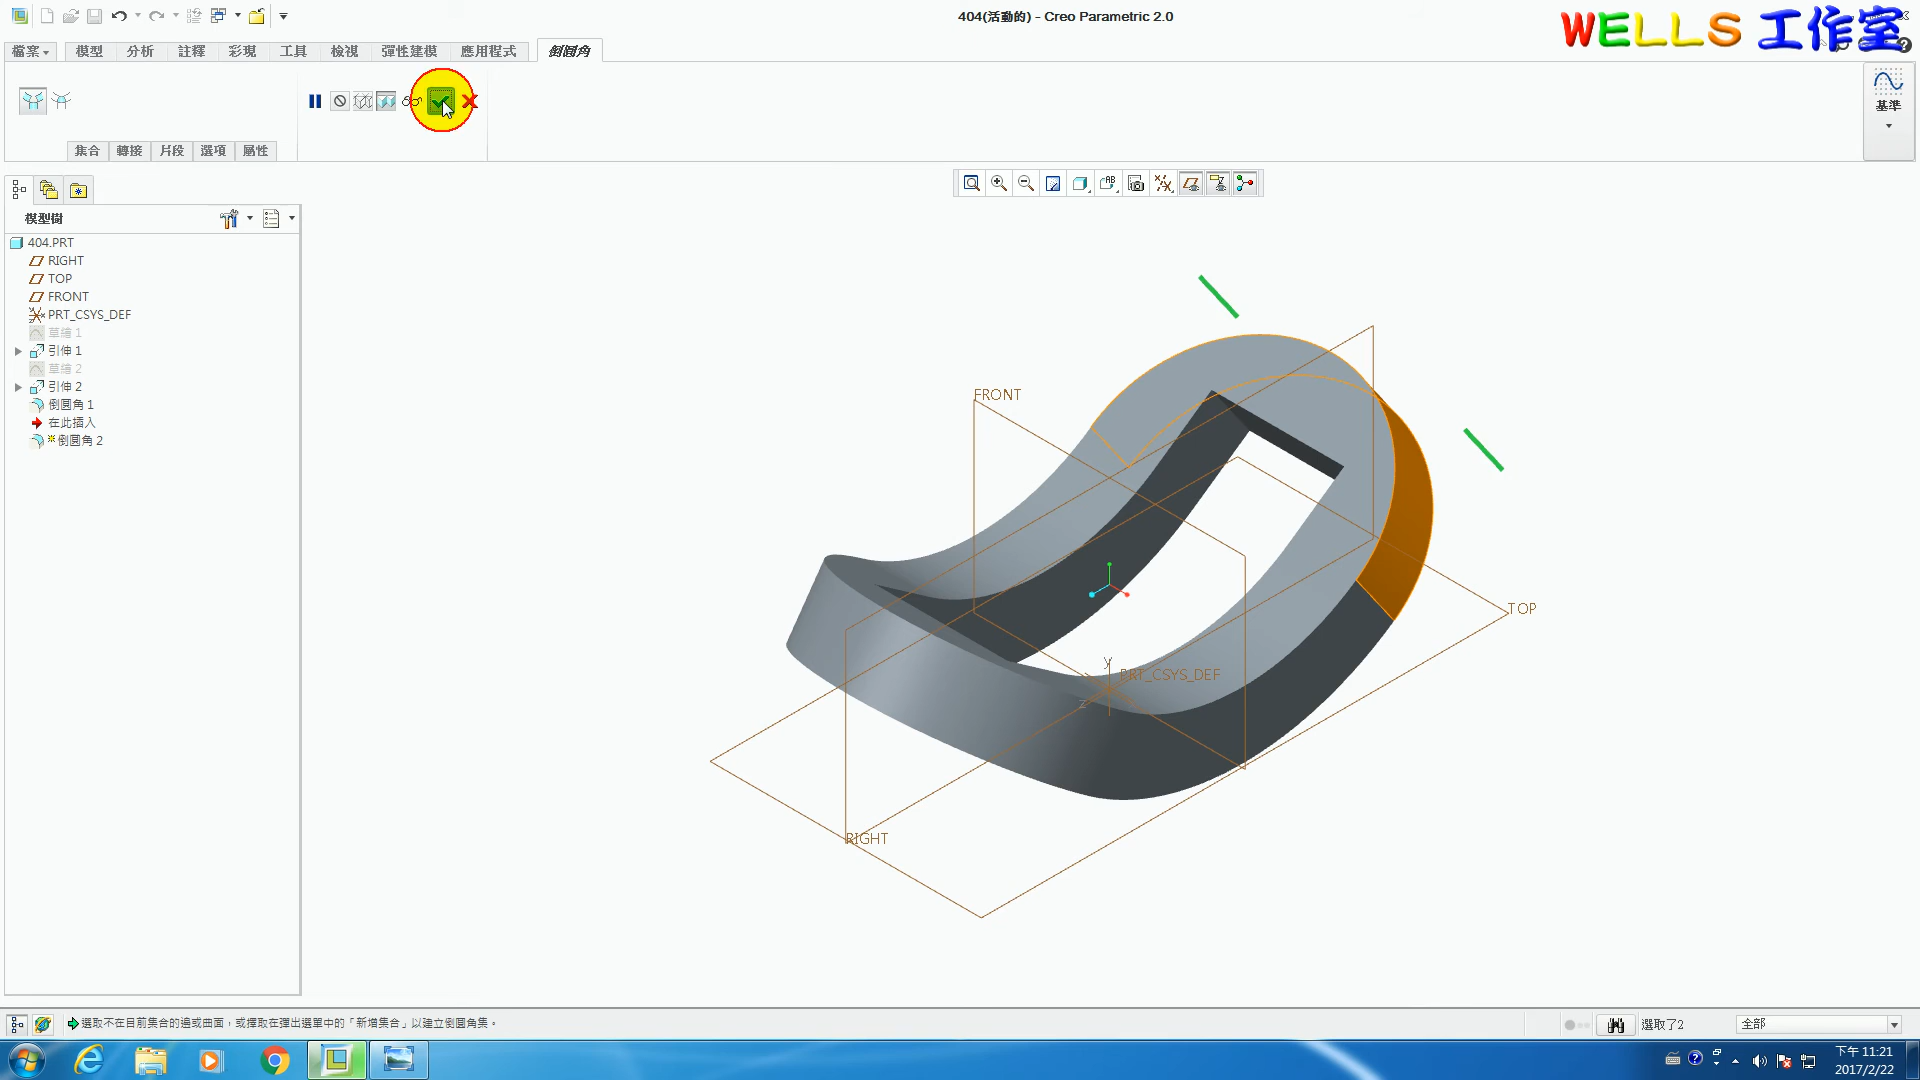 404(活動的) - Creo Parametric 2.0
WELLS 工作室
檔案 模型 分析 註釋 彩現 工具 檢視 彈性建模 應用程式 倒圓角
基準
集合 轉接 片段 選項 屬性
模型樹
404.PRT
RIGHT
TOP
FRONT
PRT_CSYS_DEF
草繪 1
引伸 1
草繪 2
引伸 2
倒圓角 1
在此插入
倒圓角 2
FRONT
TOP
y
PRT_CSYS_DEF
z
RIGHT
選取不在目前集合的邊或曲面，或擇取在彈出選單中的「新增集合」以建立倒圓角集。
選取了2
全部
下午 11:21
2017/2/22